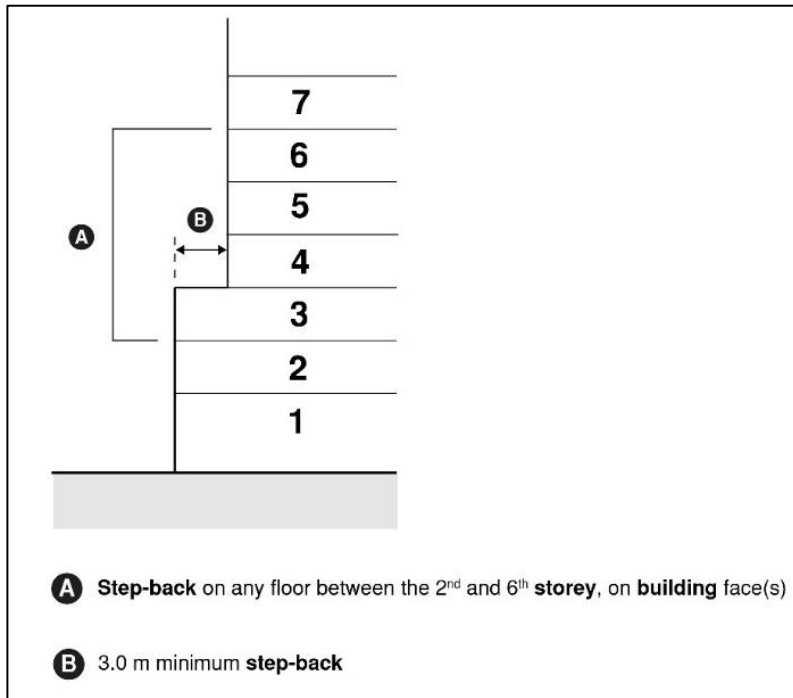 7
6
5
B
A
4
3
2
1
A Step-back on any floor between the 2nd and 6th storey, on building face(s)
B 3.0 m minimum step-back